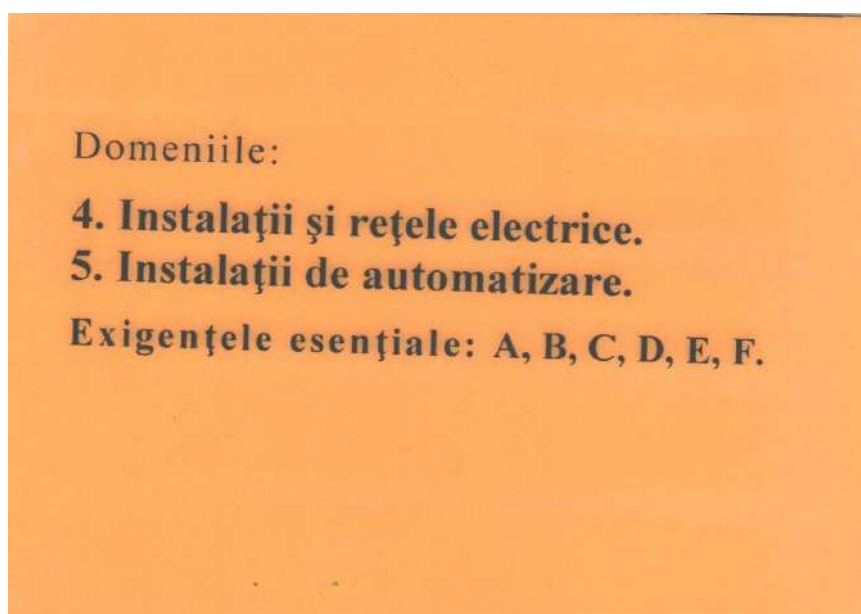 Domeniile:
4. Instalaţii şi reţele electrice.
5. Instalaţii de automatizare.
Exigenţele esenţiale: A, B, C, D, E, F.